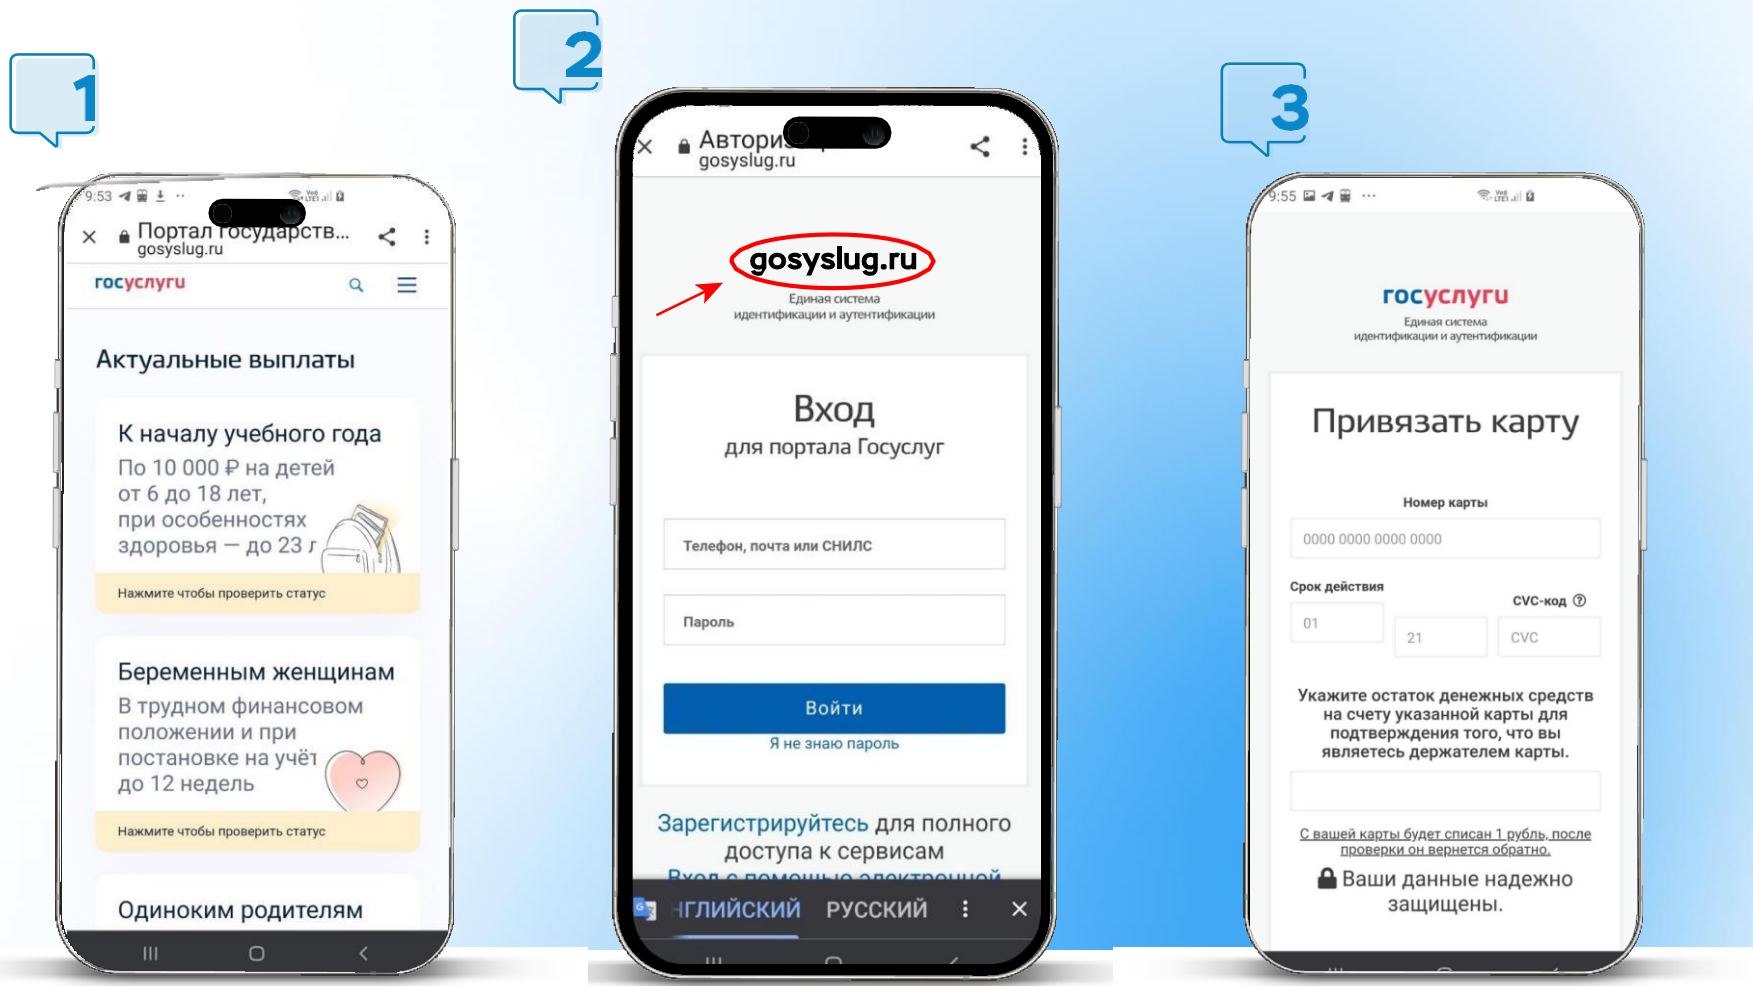 1
9:53
Портал государств...
gosyslug.ru
госуслуги
Актуальные выплаты
К началу учебного года
По 10 000 ₽ на детей
от 6 до 18 лет,
при особенностях
здоровья — до 23 л
Нажмите чтобы проверить статус
Беременным женщинам
В трудном финансовом
положении и при
постановке на учёт
до 12 недель
Нажмите чтобы проверить статус
Одиноким родителям
2
gosyslug.ru
gosyslug.ru
Единая система
идентификации и аутентификации
Вход
для портала Госуслуг
Телефон, почта или СНИЛС
Пароль
Войти
Я не знаю пароль
Зарегистрируйтесь для полного
доступа к сервисам
Вход с помощью электронной
нглийский РУССКИЙ
3
9:55
госуслуги
Единая система
идентификации и аутентификации
Привязать карту
Номер карты
0000 0000 0000 0000
Срок действия
CVC-код
01
21
CVC
Укажите остаток денежных средств
на счету указанной карты для
подтверждения того, что вы
являетесь держателем карты.
С вашей карты будет списан 1 рубль, после
проверки он вернется обратно.
Ваши данные надежно
защищены.